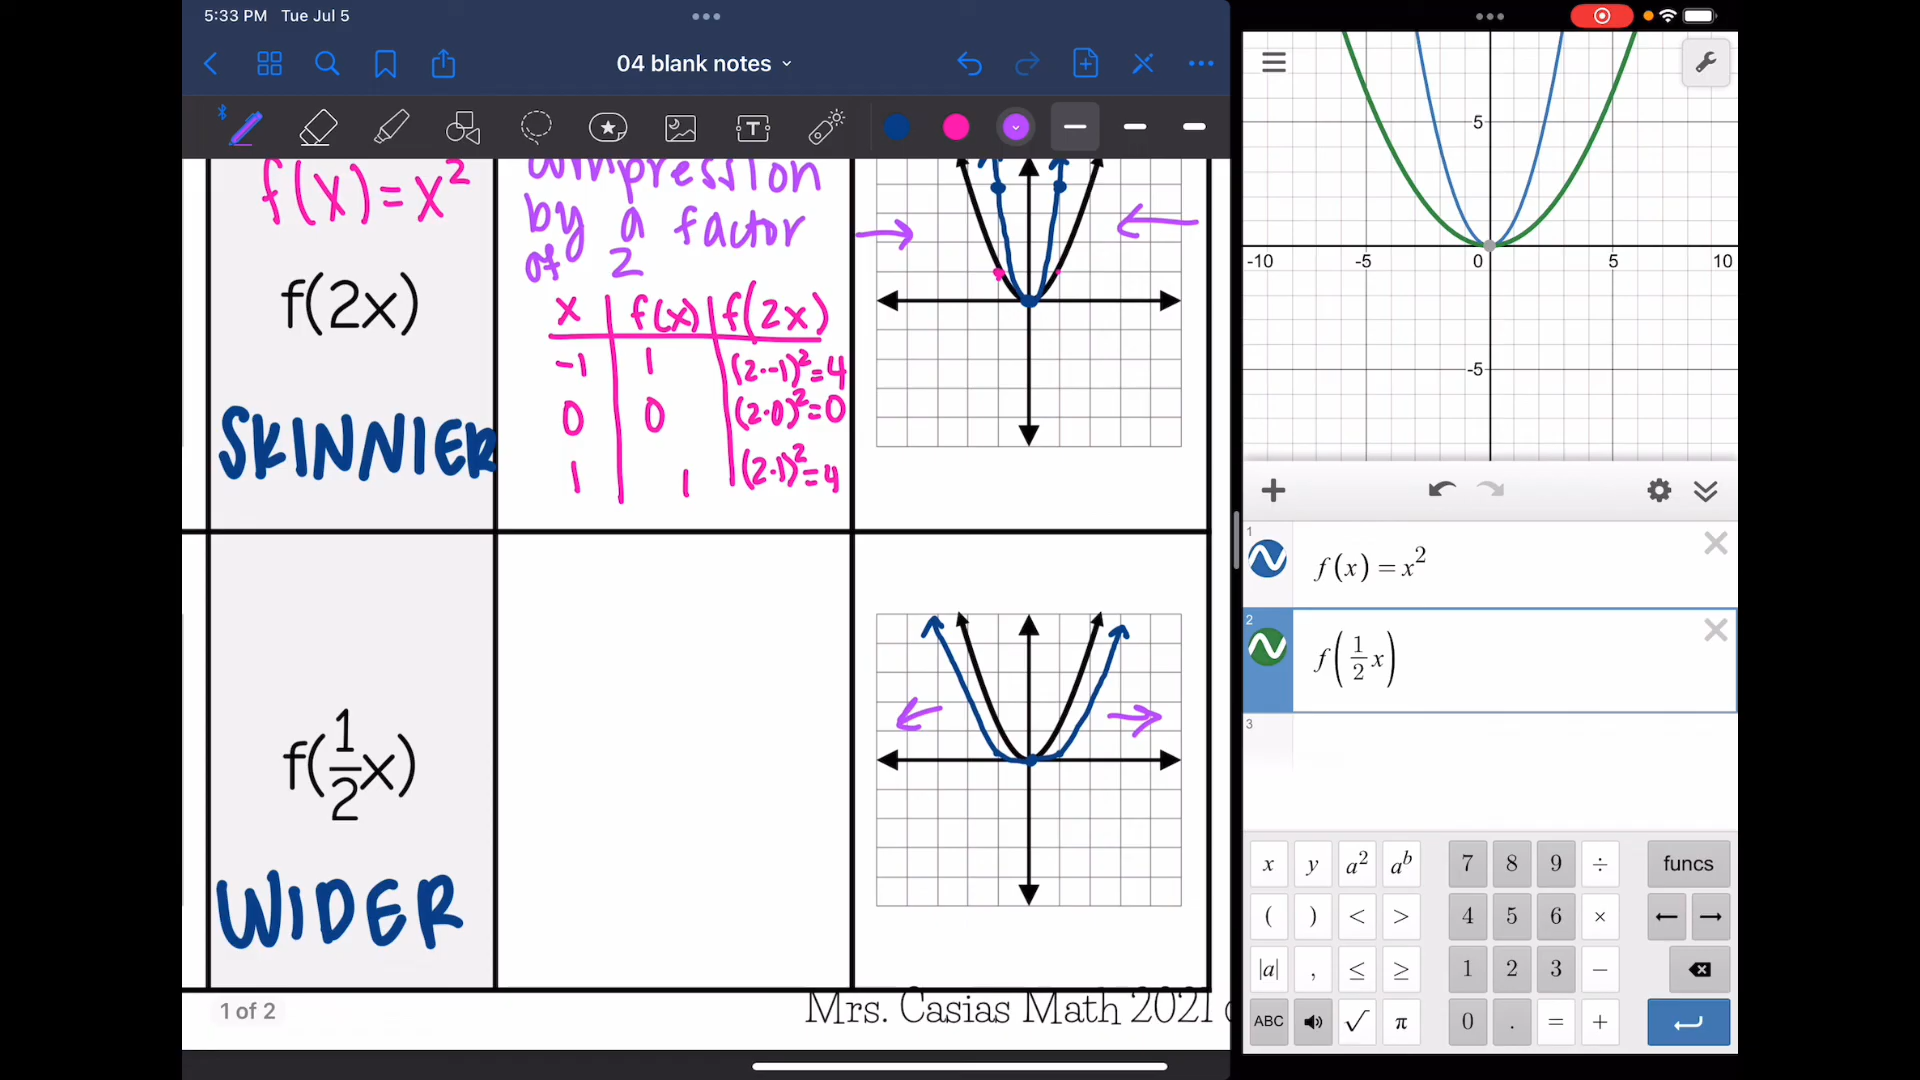 5:33 PM Tue Jul 5
04 blank notes
T
f(x)=x²
compression
by a factor
of 2
f(2x)
x f(x) f(2x)
-1 1 (2·-1)²=4
0 0 (2·0)²=0
1 1 (2·1)²=4
SKINNIER
f(1/2x)
WIDER
1 of 2
Mrs. Casias Math 2021
5
-10 -5 0 5 10
-5
1
f(x) = x²
2
f(1/2x)
3
x y a² aᵇ 7 8 9 ÷ funcs
( ) < > 4 5 6 × ← →
|a| , ≤ ≥ 1 2 3 −
ABC √ π 0 . = +